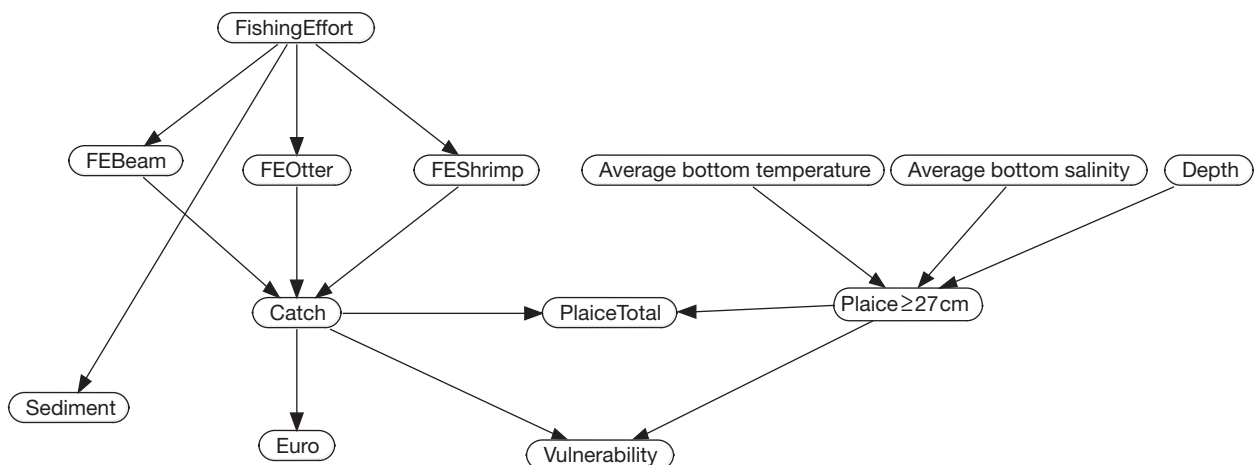 FishingEffort
FEBeam
FEOtter
FEShrimp
Average bottom temperature
Average bottom salinity
Depth
Catch
PlaiceTotal
Plaice≥27cm
Sediment
Euro
Vulnerability